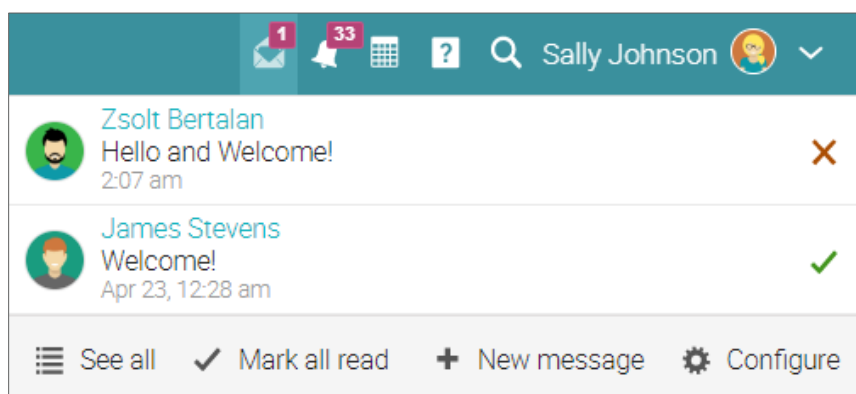 1 33 ? Sally Johnson
Zsolt Bertalan
Hello and Welcome!
2:07 am
James Stevens
Welcome!
Apr 23, 12:28 am
See all Mark all read New message Configure